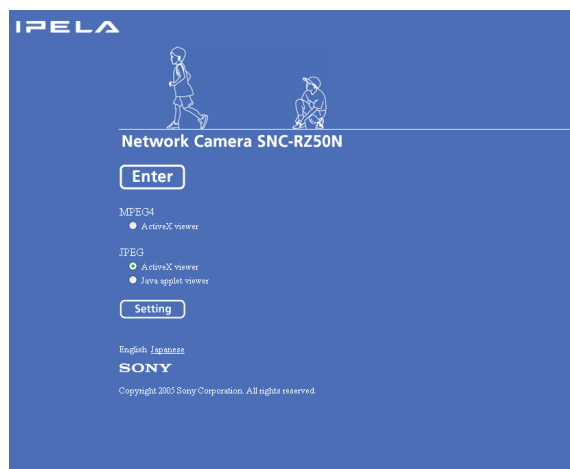 IPELA
Network Camera SNC-RZ50N
Enter
MPEG4
ActiveX viewer
JPEG
ActiveX viewer
Java applet viewer
Setting
English Japanese
SONY
Copyright 2005 Sony Corporation. All rights reserved.